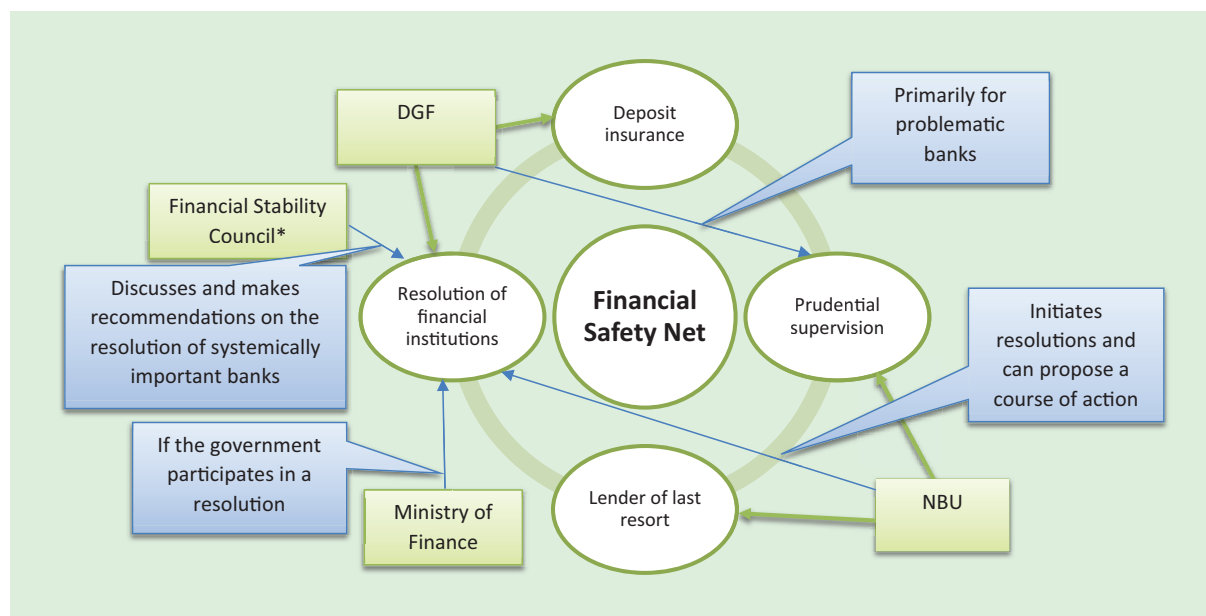 DGF
Deposit
insurance
Primarily for
problematic
banks
Financial Stability
Council*
Discusses and makes
recommendations on the
resolution of systemically
important banks
Resolution of
financial
institutions
Financial
Safety Net
Prudential
supervision
Initiates
resolutions and
can propose a
course of action
If the government
participates in a
resolution
Ministry of
Finance
Lender of last
resort
NBU